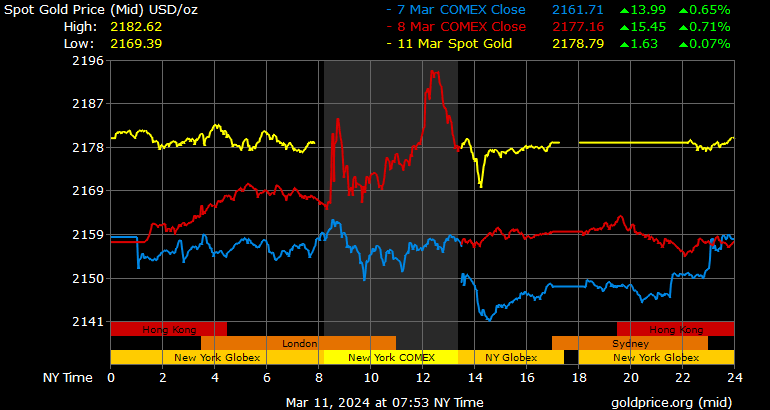 Spot Gold Price (Mid) USD/oz - 7 Mar COMEX Close 2161.71 ▲13.99 ▲0.65%
High: 2182.62 - 8 Mar COMEX Close 2177.16 ▲15.45 ▲0.71%
Low: 2169.39 - 11 Mar Spot Gold 2178.79 ▲1.63 ▲0.07%
2196
2187
2178
2169
2159
2150
2141
Hong Kong Hong Kong
London Sydney
New York Globex New York COMEX NY Globex New York Globex
NY Time 0 2 4 6 8 10 12 14 16 18 20 22 24
Mar 11, 2024 at 07:53 NY Time goldprice.org (mid)